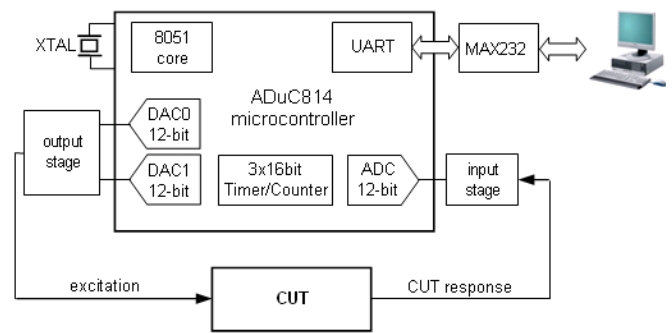 XTAL
8051
core
UART
MAX232
ADuC814
microcontroller
output
stage
DAC0
12-bit
DAC1
12-bit
3x16bit
Timer/Counter
ADC
12-bit
input
stage
excitation
CUT
CUT response